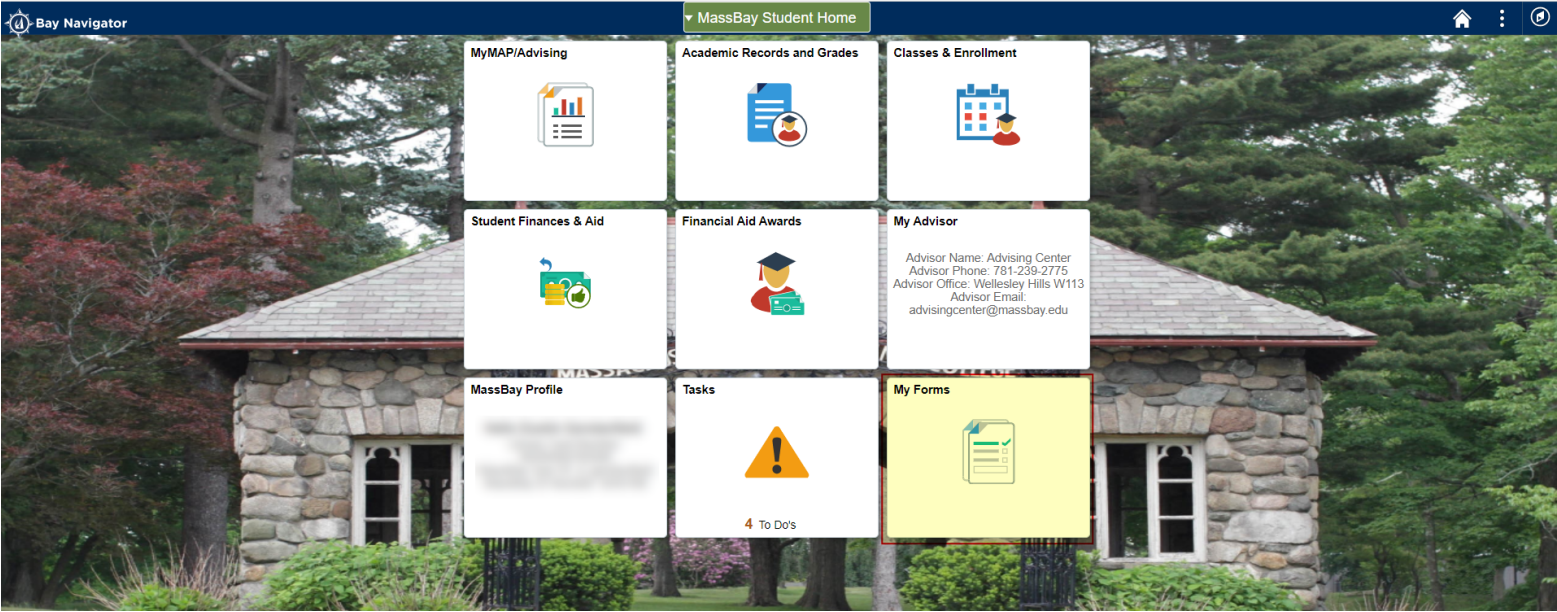 Bay Navigator
MassBay Student Home
MyMAP/Advising
Academic Records and Grades
Classes & Enrollment
Student Finances & Aid
Financial Aid Awards
My Advisor
Advisor Name: Advising Center
Advisor Phone: 781-239-2775
Advisor Office: Wellesley Hills W113
Advisor Email:
advisingcenter@massbay.edu
MassBay Profile
Tasks
4 To Do's
My Forms